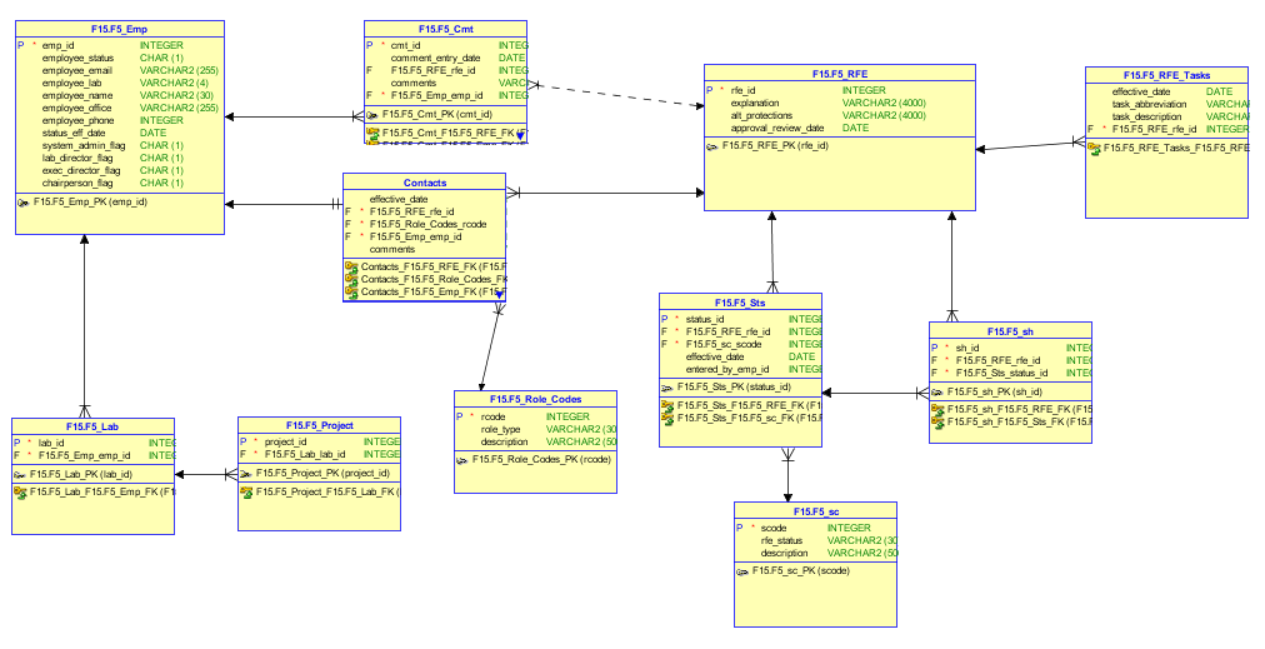 F15.F5_Emp
P * emp_id INTEGER
employee_status CHAR (1)
employee_email VARCHAR2 (255)
employee_lab VARCHAR2 (4)
employee_name VARCHAR2 (30)
employee_office VARCHAR2 (255)
employee_phone INTEGER
status_eff_date DATE
system_admin_flag CHAR (1)
lab_director_flag CHAR (1)
exec_director_flag CHAR (1)
chairperson_flag CHAR (1)
F15.F5_Emp_PK (emp_id)
F15.F5_Cmt
P * cmt_id INTEG
comment_entry_date DATE
F F15.F5_RFE_rfe_id INTEG
comments VARC
F * F15.F5_Emp_emp_id INTEG
F15.F5_Cmt_PK (cmt_id)
F15.F5_Cmt_F15.F5_RFE_FK (F
Contacts
effective_date
F * F15.F5_RFE_rfe_id
F * F15.F5_Role_Codes_rcode
F * F15.F5_Emp_emp_id
comments
Contacts_F15.F5_RFE_FK (F15.F
Contacts_F15.F5_Role_Codes_FK
Contacts_F15.F5_Emp_FK (F15.F
F15.F5_RFE
P * rfe_id INTEGER
explanation VARCHAR2 (4000)
alt_protections VARCHAR2 (4000)
approval_review_date DATE
F15.F5_RFE_PK (rfe_id)
F15.F5_RFE_Tasks
effective_date DATE
task_abbreviation VARCHA
task_description VARCHA
F * F15.F5_RFE_rfe_id INTEGER
F15.F5_RFE_Tasks_F15.F5_RFE
F15.F5_Sts
P * status_id INTEGE
F * F15.F5_RFE_rfe_id INTEGE
F * F15.F5_sc_scode INTEGE
effective_date DATE
entered_by_emp_id INTEGE
F15.F5_Sts_PK (status_id)
F15.F5_Sts_F15.F5_RFE_FK (F1
F15.F5_Sts_F15.F5_sc_FK (F15.F
F15.F5_sh
P * sh_id INTEG
F * F15.F5_RFE_rfe_id INTEG
F * F15.F5_Sts_status_id INTEG
F15.F5_sh_PK (sh_id)
F15.F5_sh_F15.F5_RFE_FK (F15
F15.F5_sh_F15.F5_Sts_FK (F15.F
F15.F5_Role_Codes
P * rcode INTEGER
role_type VARCHAR2 (30
description VARCHAR2 (50
F15.F5_Role_Codes_PK (rcode)
F15.F5_Lab
P * lab_id INTEG
F * F15.F5_Emp_emp_id INTEG
F15.F5_Lab_PK (lab_id)
F15.F5_Lab_F15.F5_Emp_FK (F1
F15.F5_Project
P * project_id INTEGE
F * F15.F5_Lab_lab_id INTEGE
F15.F5_Project_PK (project_id)
F15.F5_Project_F15.F5_Lab_FK (
F15.F5_sc
P * scode INTEGER
rfe_status VARCHAR2 (30
description VARCHAR2 (50
F15.F5_sc_PK (scode)